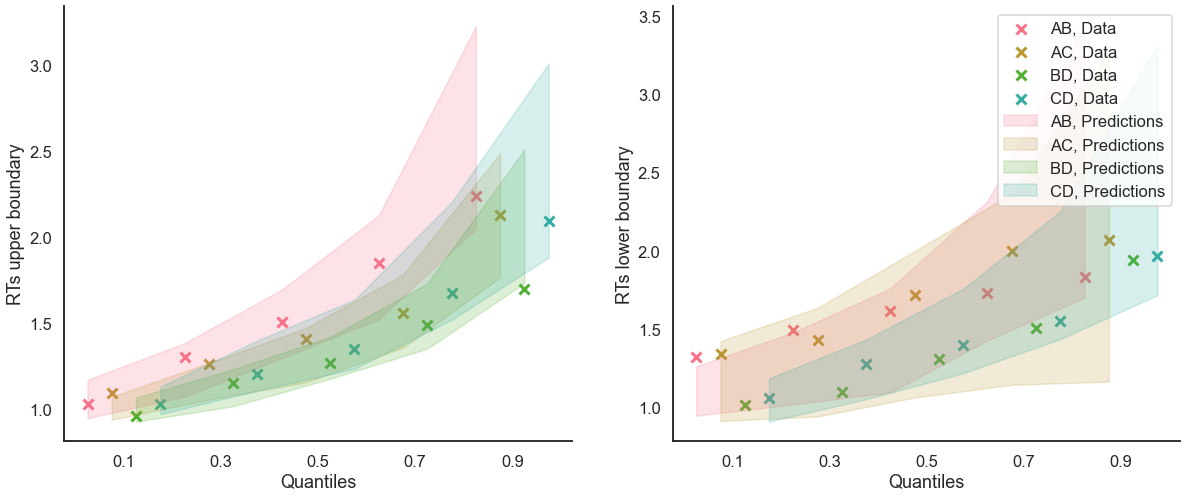 RTs upper boundary
3.0
2.5
2.0
1.5
1.0
0.1 0.3 0.5 0.7 0.9
Quantiles
RTs lower boundary
3.5
3.0
2.5
2.0
1.5
1.0
0.1 0.3 0.5 0.7 0.9
Quantiles
AB, Data
AC, Data
BD, Data
CD, Data
AB, Predictions
AC, Predictions
BD, Predictions
CD, Predictions